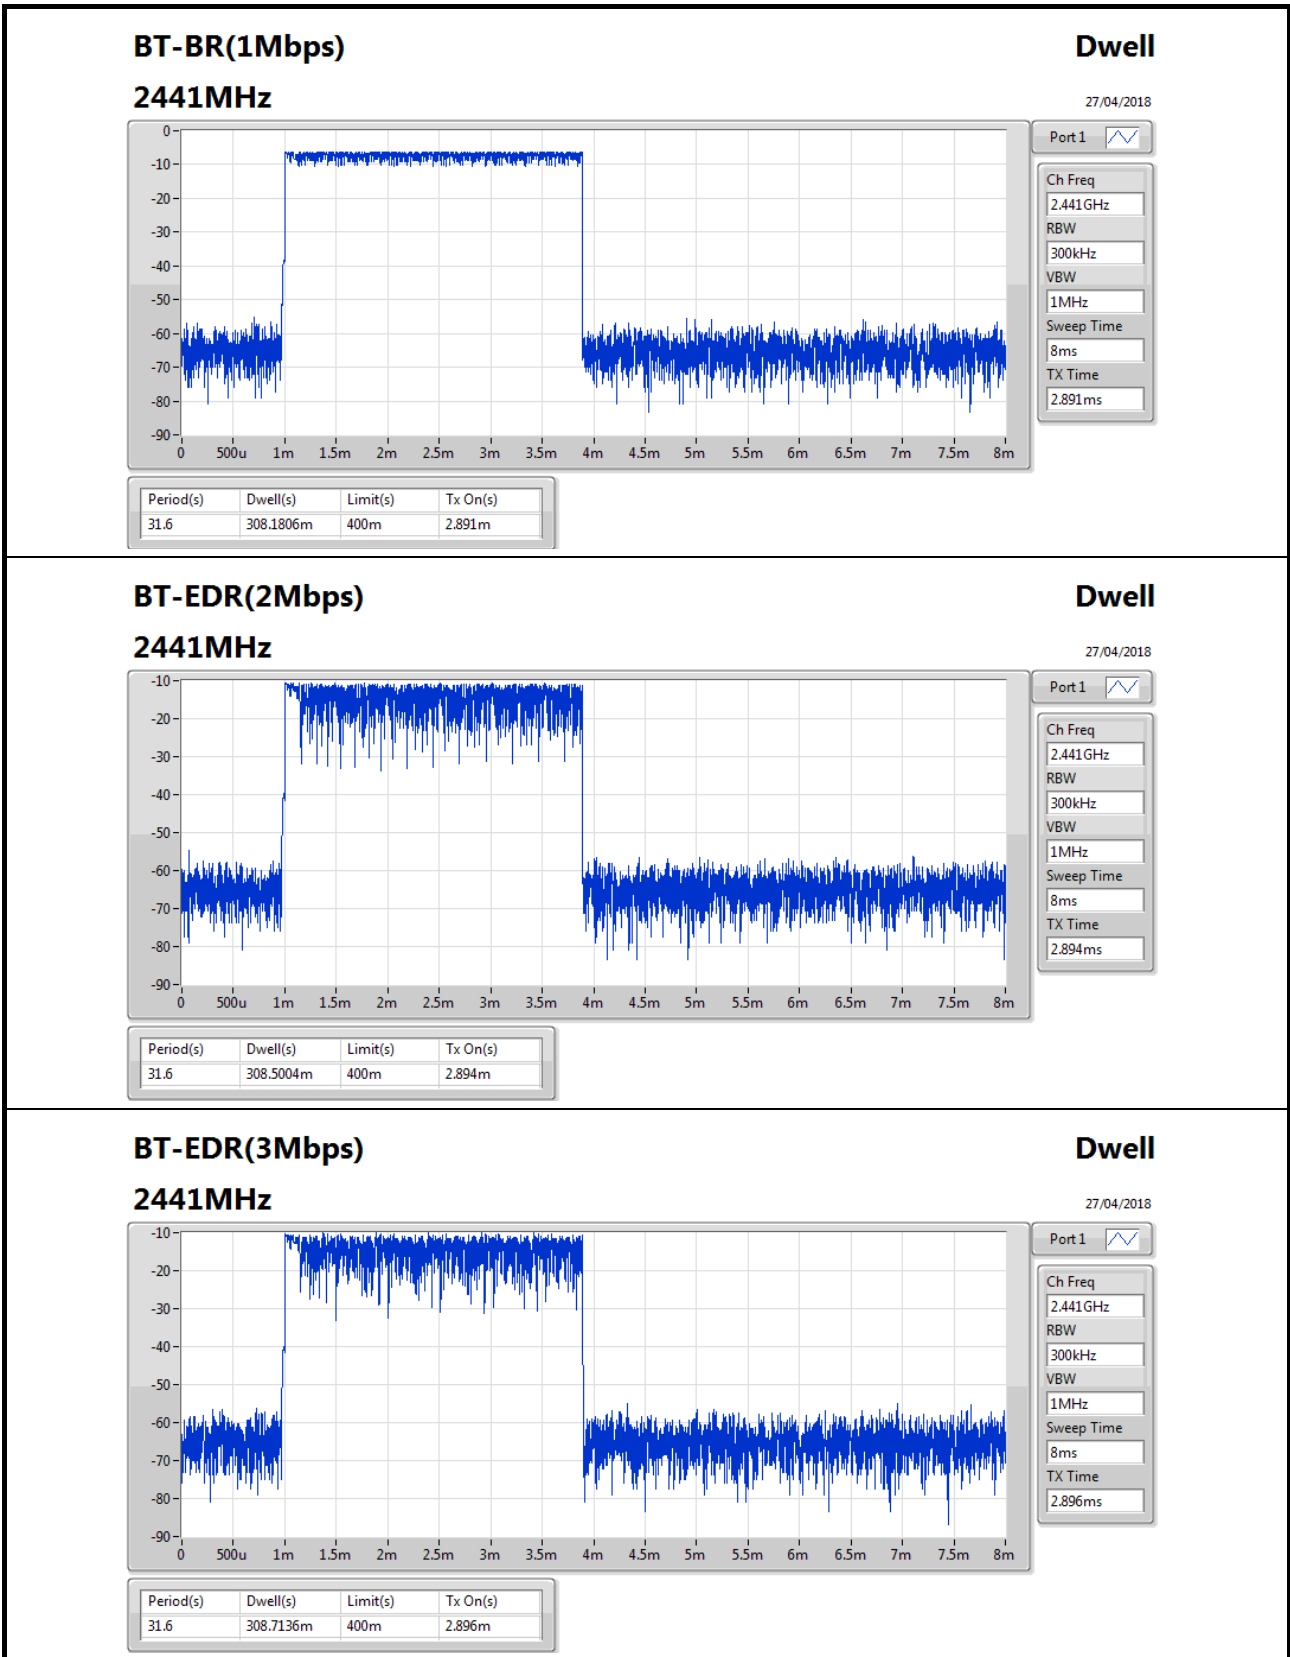 BT-BR(1Mbps) Dwell
2441MHz 27/04/2018
0
-10
-20
-30
-40
-50
-60
-70
-80
-90
0 500u 1m 1.5m 2m 2.5m 3m 3.5m 4m 4.5m 5m 5.5m 6m 6.5m 7m 7.5m 8m
Port 1
Ch Freq
2.441GHz
RBW
300kHz
VBW
1MHz
Sweep Time
8ms
TX Time
2.891ms
Period(s) Dwell(s) Limit(s) Tx On(s)
31.6 308.1806m 400m 2.891m
BT-EDR(2Mbps) Dwell
2441MHz 27/04/2018
-10
-20
-30
-40
-50
-60
-70
-80
-90
0 500u 1m 1.5m 2m 2.5m 3m 3.5m 4m 4.5m 5m 5.5m 6m 6.5m 7m 7.5m 8m
Port 1
Ch Freq
2.441GHz
RBW
300kHz
VBW
1MHz
Sweep Time
8ms
TX Time
2.894ms
Period(s) Dwell(s) Limit(s) Tx On(s)
31.6 308.5004m 400m 2.894m
BT-EDR(3Mbps) Dwell
2441MHz 27/04/2018
-10
-20
-30
-40
-50
-60
-70
-80
-90
0 500u 1m 1.5m 2m 2.5m 3m 3.5m 4m 4.5m 5m 5.5m 6m 6.5m 7m 7.5m 8m
Port 1
Ch Freq
2.441GHz
RBW
300kHz
VBW
1MHz
Sweep Time
8ms
TX Time
2.896ms
Period(s) Dwell(s) Limit(s) Tx On(s)
31.6 308.7136m 400m 2.896m